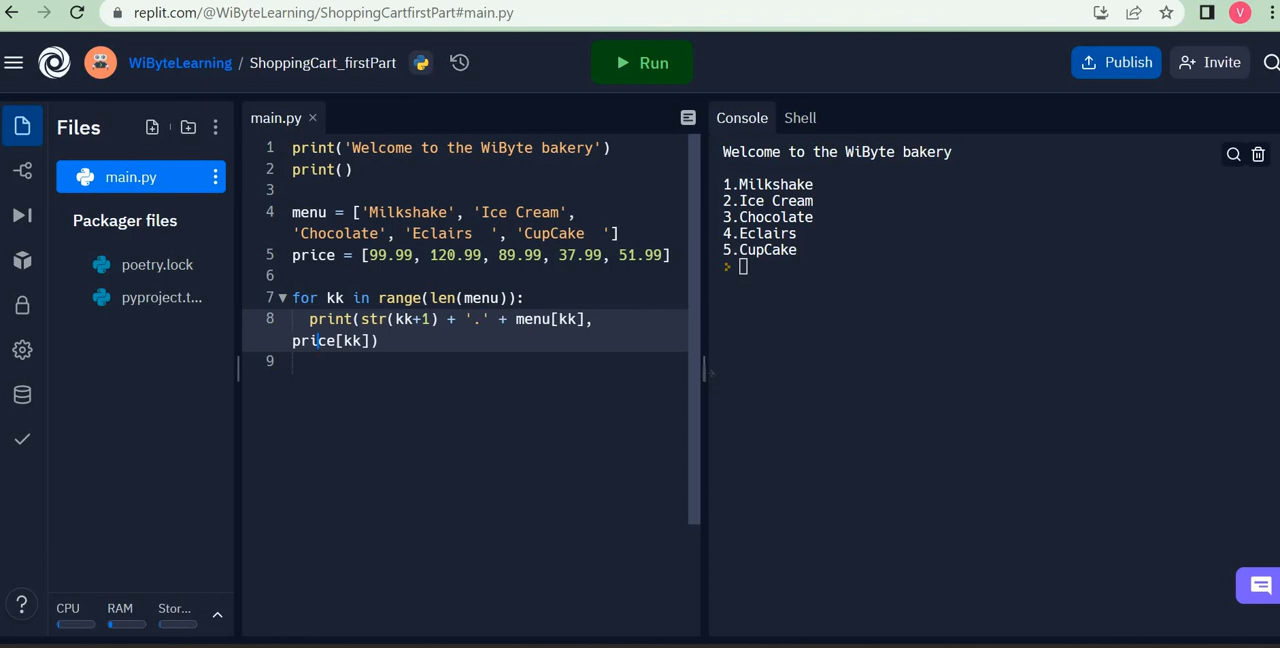 replit.com/@WiByteLearning/ShoppingCartfirstPart#main.py
V
WiByteLearning / ShoppingCart_firstPart
Run
Publish
Invite
Files
main.py
Packager files
poetry.lock
pyproject.t...
CPU RAM Stor...
?
main.py ×
1 print('Welcome to the WiByte bakery')
2 print()
3
4 menu = ['Milkshake', 'Ice Cream',
'Chocolate', 'Eclairs  ', 'CupCake  ']
5 price = [99.99, 120.99, 89.99, 37.99, 51.99]
6
7 for kk in range(len(menu)):
8 print(str(kk+1) + '.' + menu[kk],
price[kk])
9
Console Shell
Welcome to the WiByte bakery
1.Milkshake
2.Ice Cream
3.Chocolate
4.Eclairs
5.CupCake